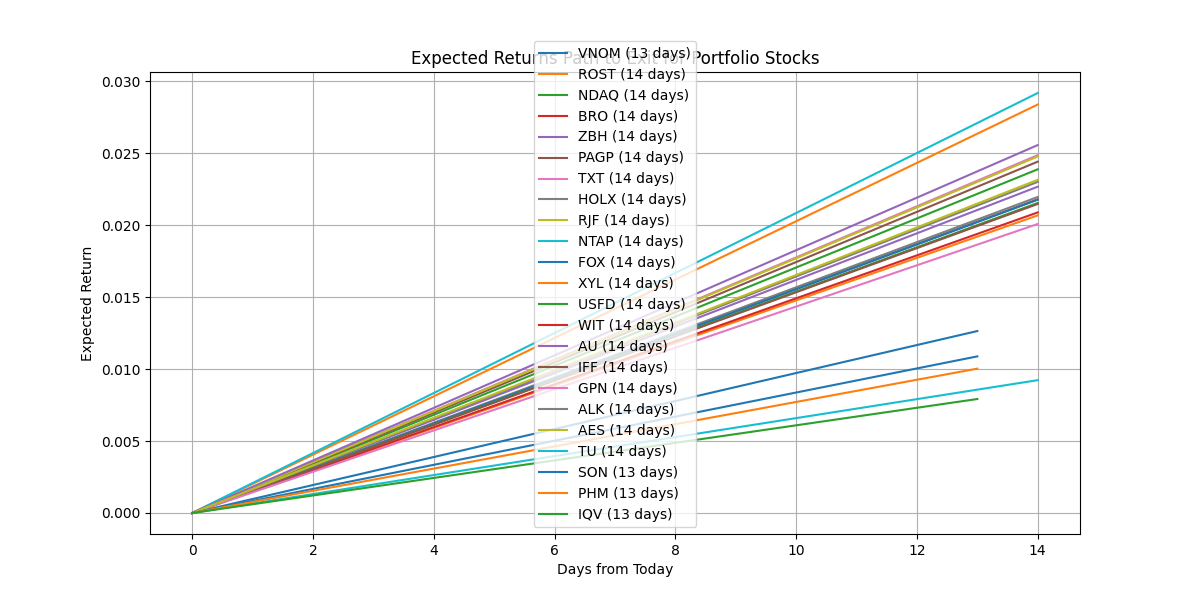 Expected Returns Path to Exit for Portfolio Stocks
VNOM (13 days)
ROST (14 days)
NDAQ (14 days)
BRO (14 days)
ZBH (14 days)
PAGP (14 days)
TXT (14 days)
HOLX (14 days)
RJF (14 days)
NTAP (14 days)
FOX (14 days)
XYL (14 days)
USFD (14 days)
WIT (14 days)
AU (14 days)
IFF (14 days)
GPN (14 days)
ALK (14 days)
AES (14 days)
TU (14 days)
SON (13 days)
PHM (13 days)
IQV (13 days)
Expected Return
0.030
0.025
0.020
0.015
0.010
0.005
0.000
0 2 4 6 8 10 12 14
Days from Today